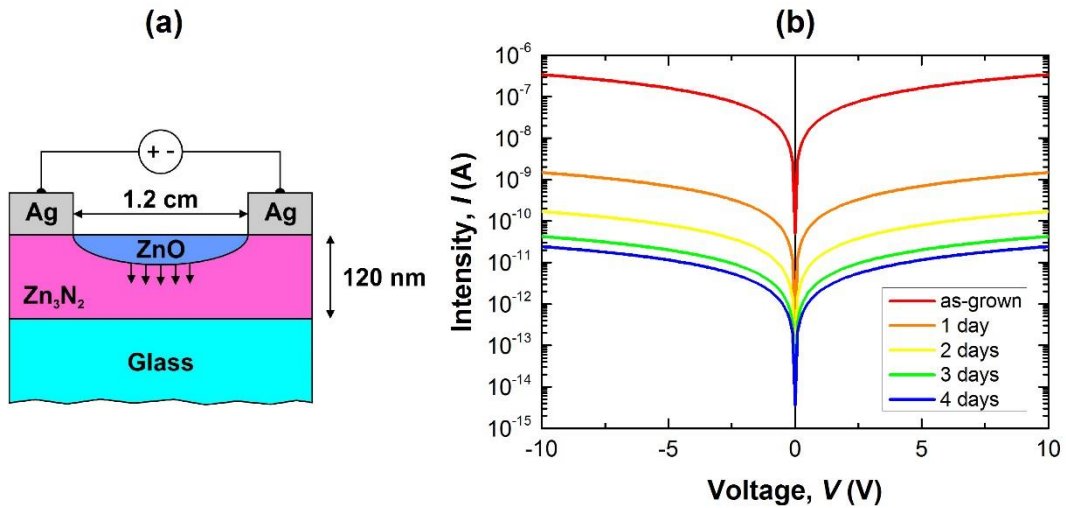 (a)
+ -
Ag
1.2 cm
Ag
ZnO
Zn₃N₂
120 nm
Glass
(b)
Intensity, I (A)
10⁻⁶
10⁻⁷
10⁻⁸
10⁻⁹
10⁻¹⁰
10⁻¹¹
10⁻¹²
10⁻¹³
10⁻¹⁴
10⁻¹⁵
as-grown
1 day
2 days
3 days
4 days
-10
-5
0
5
10
Voltage, V (V)